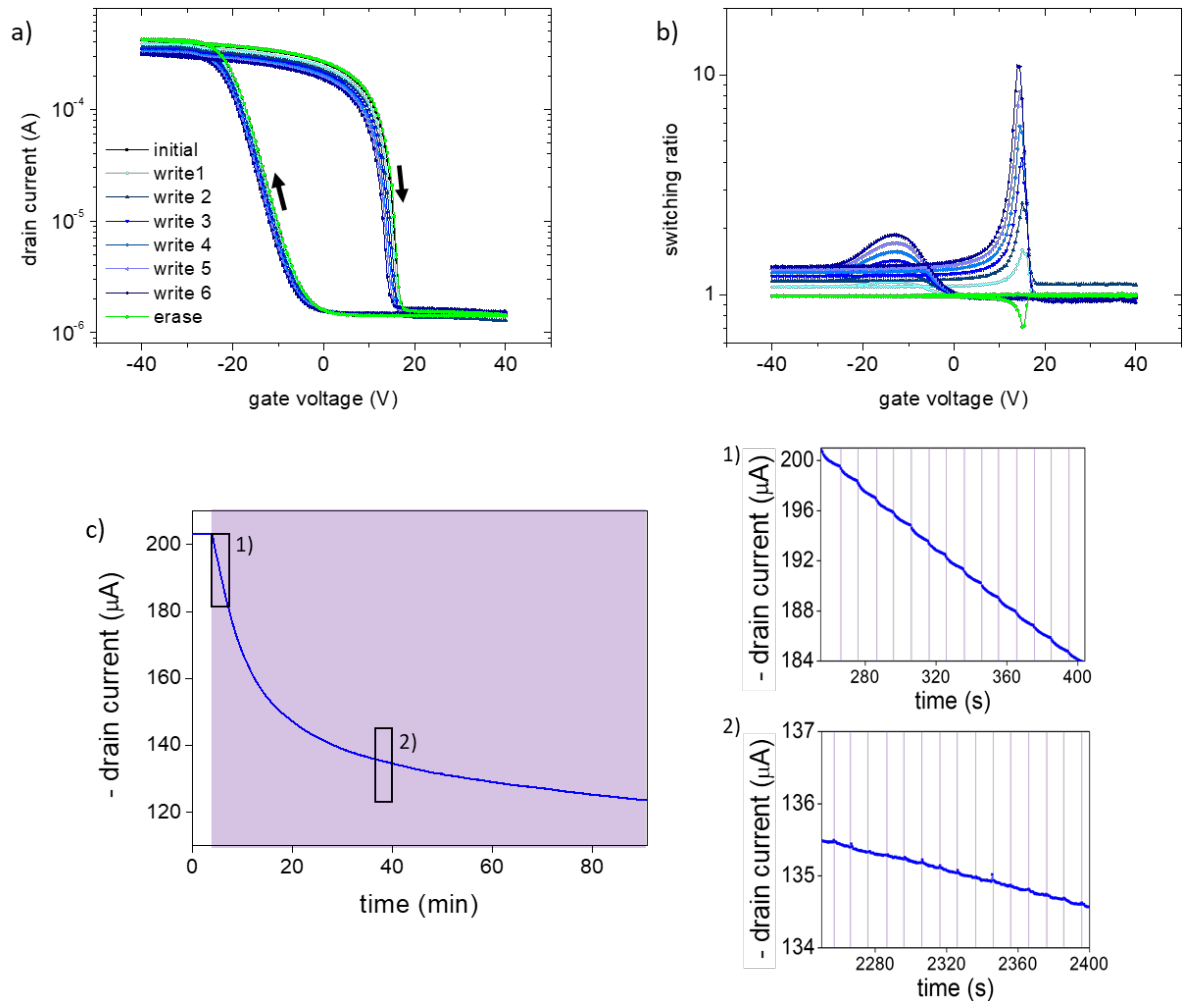 a)
drain current (A)
10⁻⁴
10⁻⁵
10⁻⁶
initial
write1
write 2
write 3
write 4
write 5
write 6
erase
-40 -20 0 20 40
gate voltage (V)
b)
switching ratio
10
1
-40 -20 0 20 40
gate voltage (V)
c)
- drain current (μA)
200
180
160
140
120
1)
2)
0 20 40 60 80
time (min)
1)
- drain current (μA)
200
196
192
188
184
280 320 360 400
time (s)
2)
- drain current (μA)
137
136
135
134
2280 2320 2360 2400
time (s)